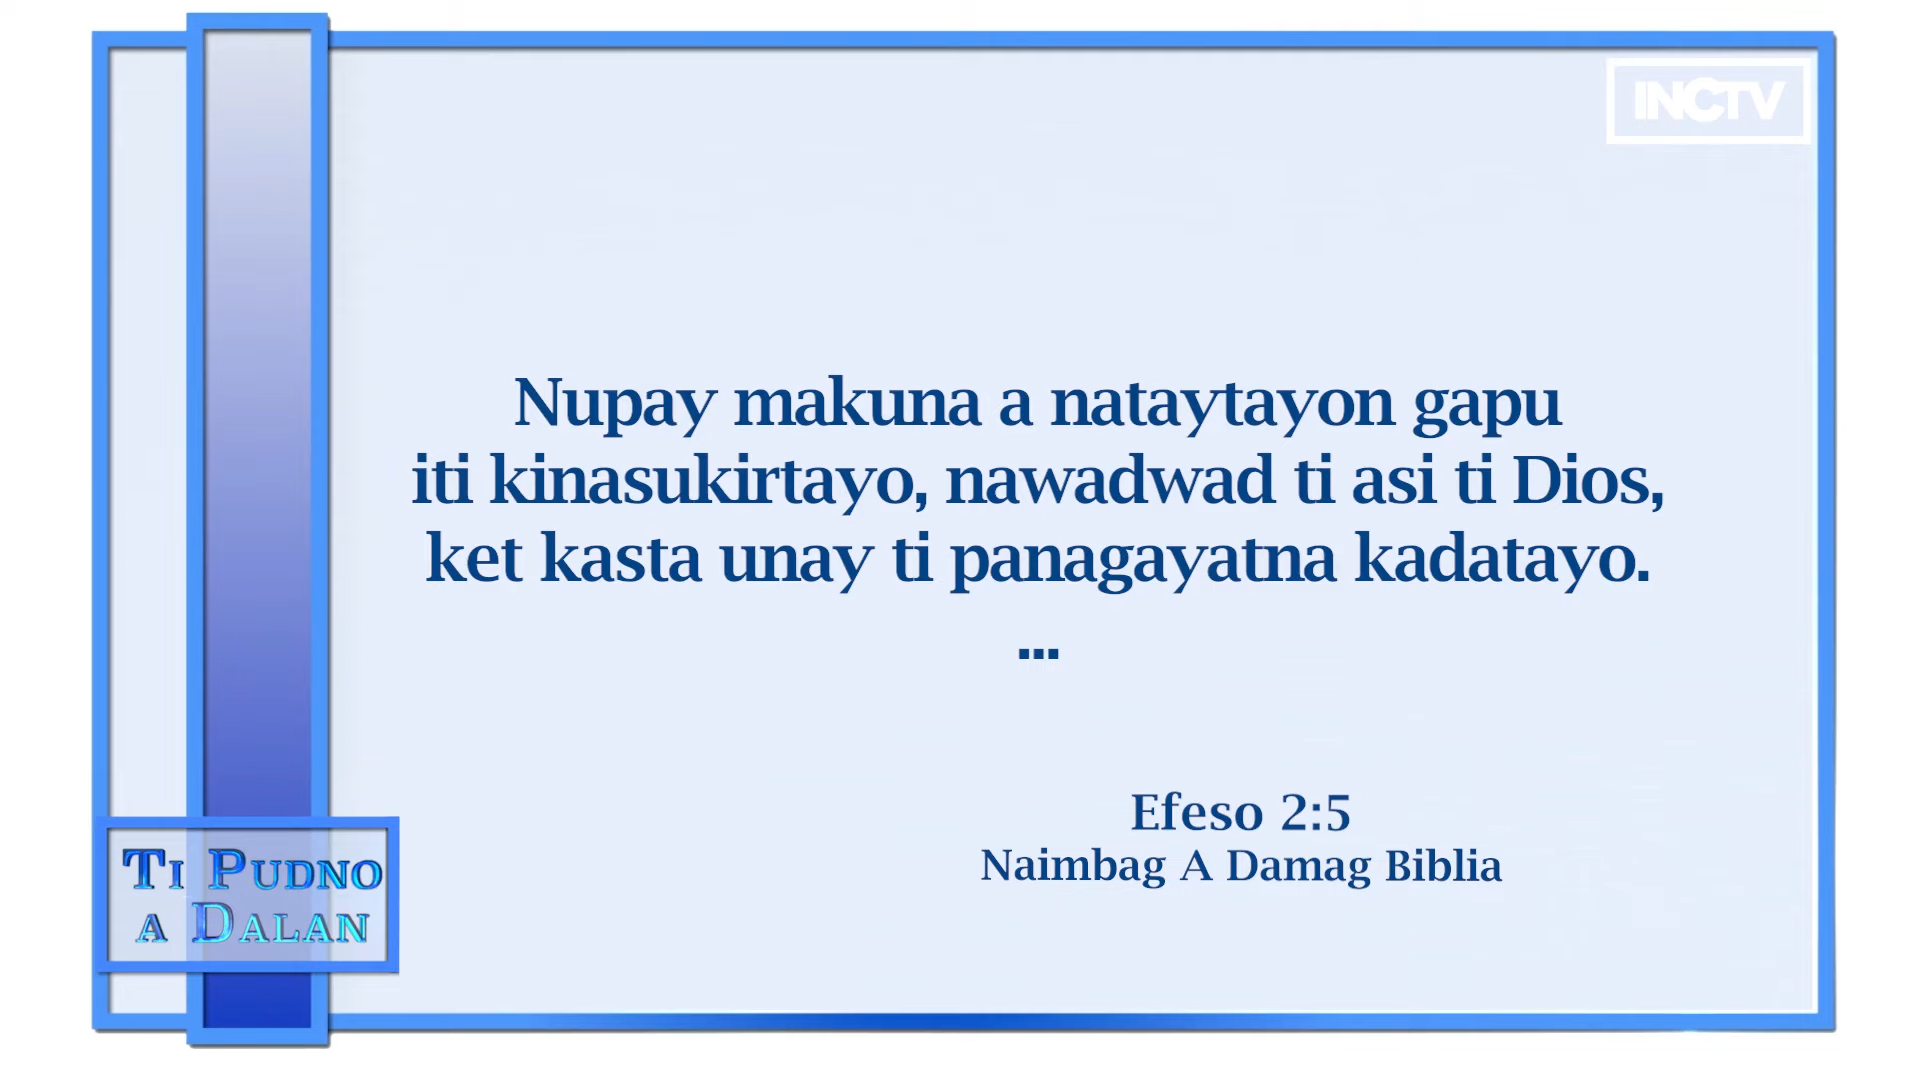 INCTV
Nupay makuna a nataytayon gapu
iti kinasukirtayo, nawadwad ti asi ti Dios,
ket kasta unay ti panagayatna kadatayo.
...
Efeso 2:5
Naimbag A Damag Biblia
Ti Pudno
a Dalan